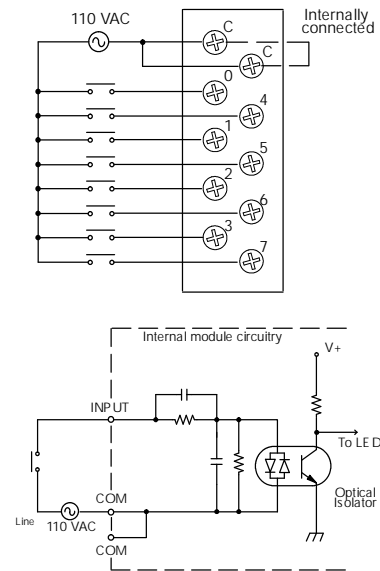 110 VAC
Internally
connected
C
C
0
4
1
5
2
6
3
7
Internal module circuitry
V+
INPUT
To LED
COM
Optical
Isolator
Line
110 VAC
COM